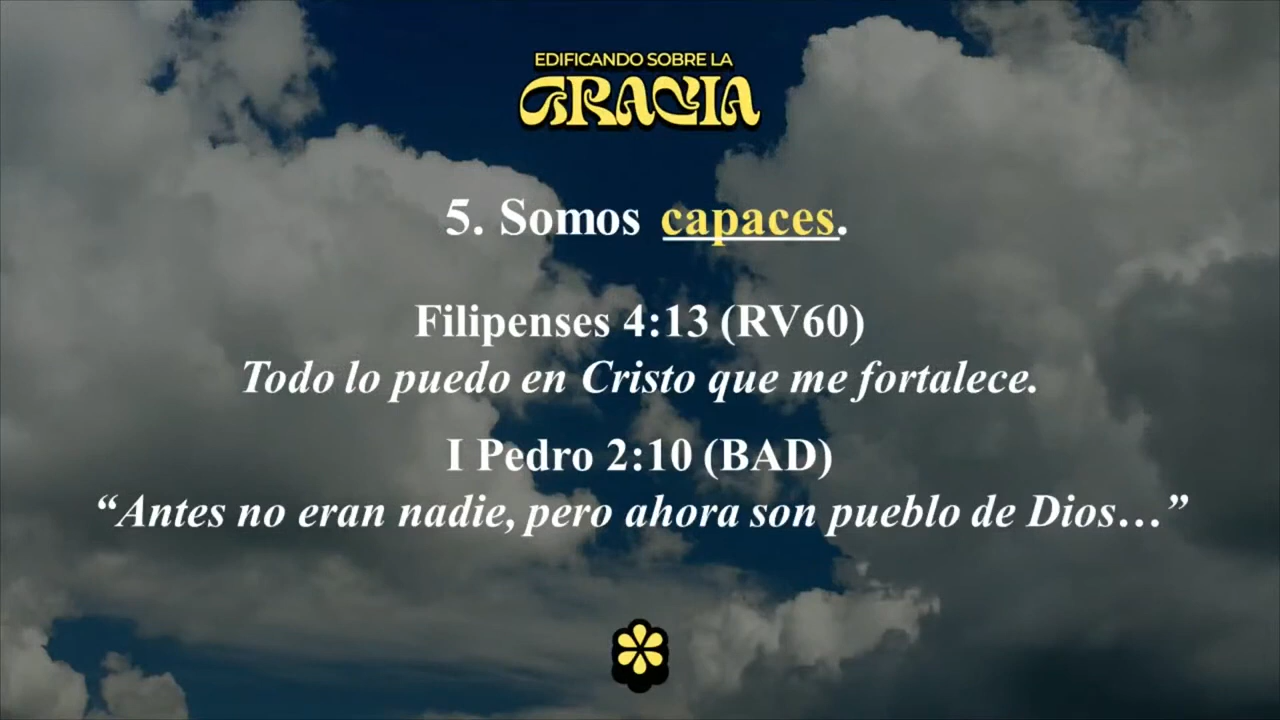 EDIFICANDO SOBRE LA
GRACIA
5. Somos capaces.
Filipenses 4:13 (RV60)
Todo lo puedo en Cristo que me fortalece.
I Pedro 2:10 (BAD)
“Antes no eran nadie, pero ahora son pueblo de Dios…”